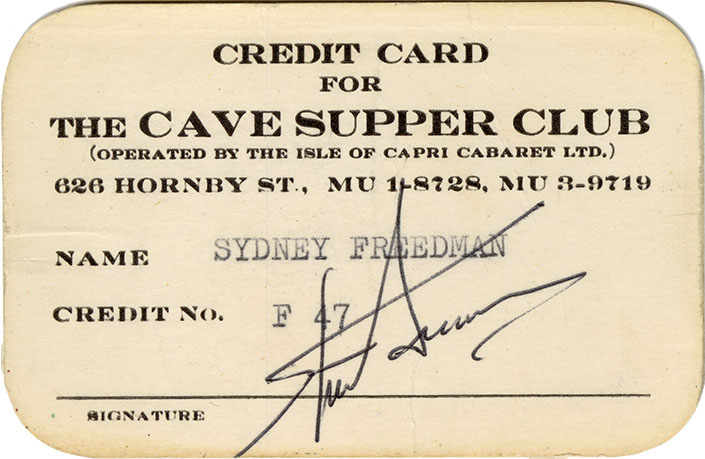 CREDIT CARD
FOR
THE CAVE SUPPER CLUB
(OPERATED BY THE ISLE OF CAPRI CABARET LTD.)
626 HORNBY ST., MU 1-8728, MU 3-9719
NAME SYDNEY FREEDMAN
CREDIT No. F 47
SIGNATURE